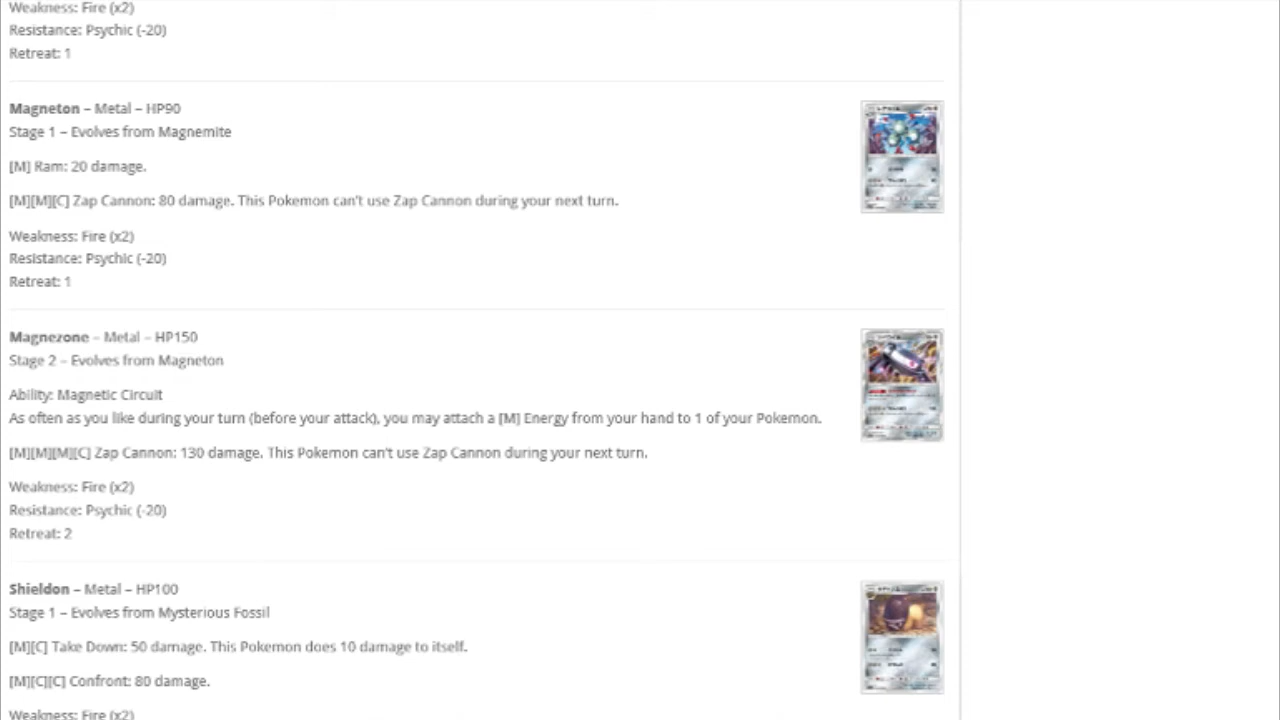 Weakness: Fire (x2)
Resistance: Psychic (-20)
Retreat: 1
Magneton – Metal – HP90
Stage 1 – Evolves from Magnemite
[M] Ram: 20 damage.
[M][M][C] Zap Cannon: 80 damage. This Pokemon can't use Zap Cannon during your next turn.
Weakness: Fire (x2)
Resistance: Psychic (-20)
Retreat: 1
Magnezone – Metal – HP150
Stage 2 – Evolves from Magneton
Ability: Magnetic Circuit
As often as you like during your turn (before your attack), you may attach a [M] Energy from your hand to 1 of your Pokemon.
[M][M][M][C] Zap Cannon: 130 damage. This Pokemon can't use Zap Cannon during your next turn.
Weakness: Fire (x2)
Resistance: Psychic (-20)
Retreat: 2
Shieldon – Metal – HP100
Stage 1 – Evolves from Mysterious Fossil
[M][C] Take Down: 50 damage. This Pokemon does 10 damage to itself.
[M][C][C] Confront: 80 damage.
Weakness: Fire (x2)